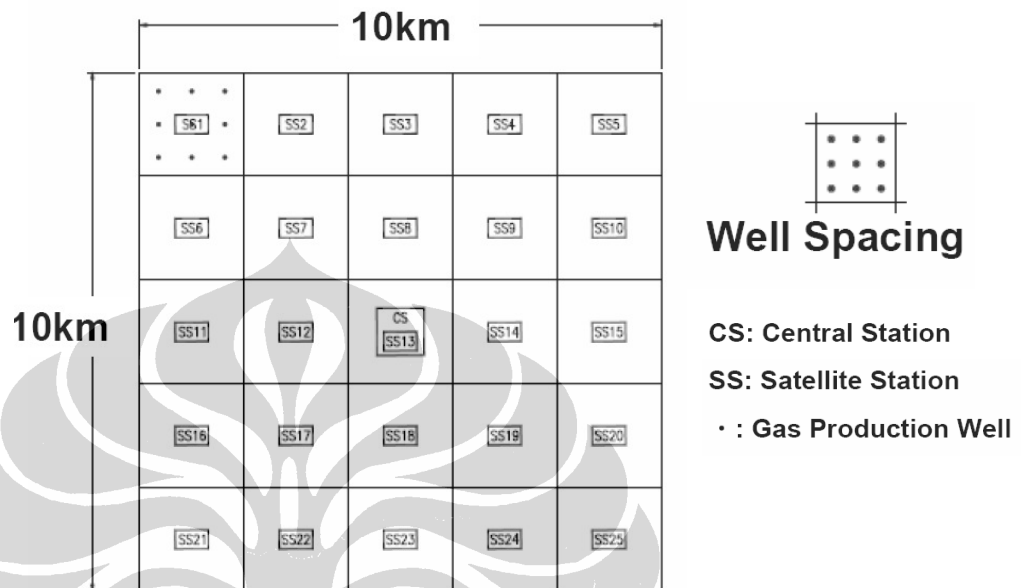 10km
SS1 SS2 SS3 SS4 SS5
SS6 SS7 SS8 SS9 SS10
Well Spacing
10km
CS
SS11 SS12 SS13 SS14 SS15
CS: Central Station
SS: Satellite Station
· : Gas Production Well
SS16 SS17 SS18 SS19 SS20
SS21 SS22 SS23 SS24 SS25